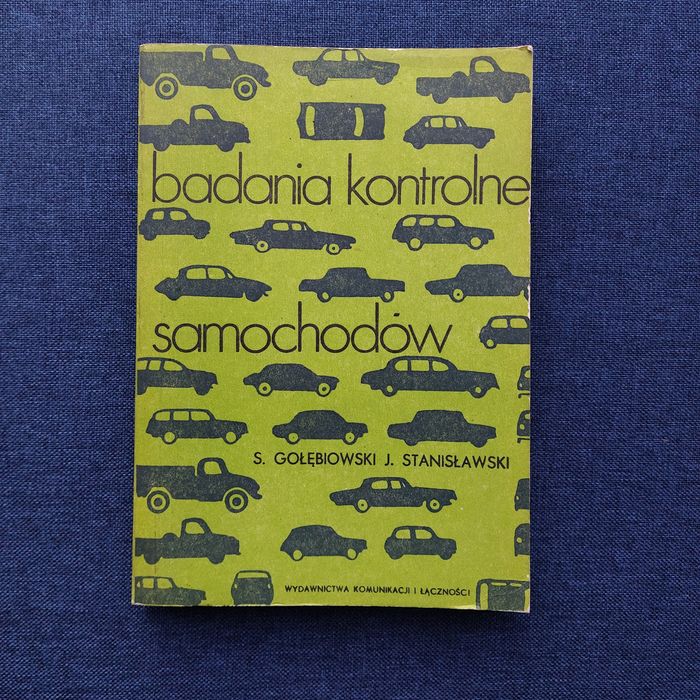 badania kontrolne
samochodów
S. GOŁĘBIOWSKI J. STANISŁAWSKI
WYDAWNICTWA KOMUNIKACJI I ŁĄCZNOŚCI